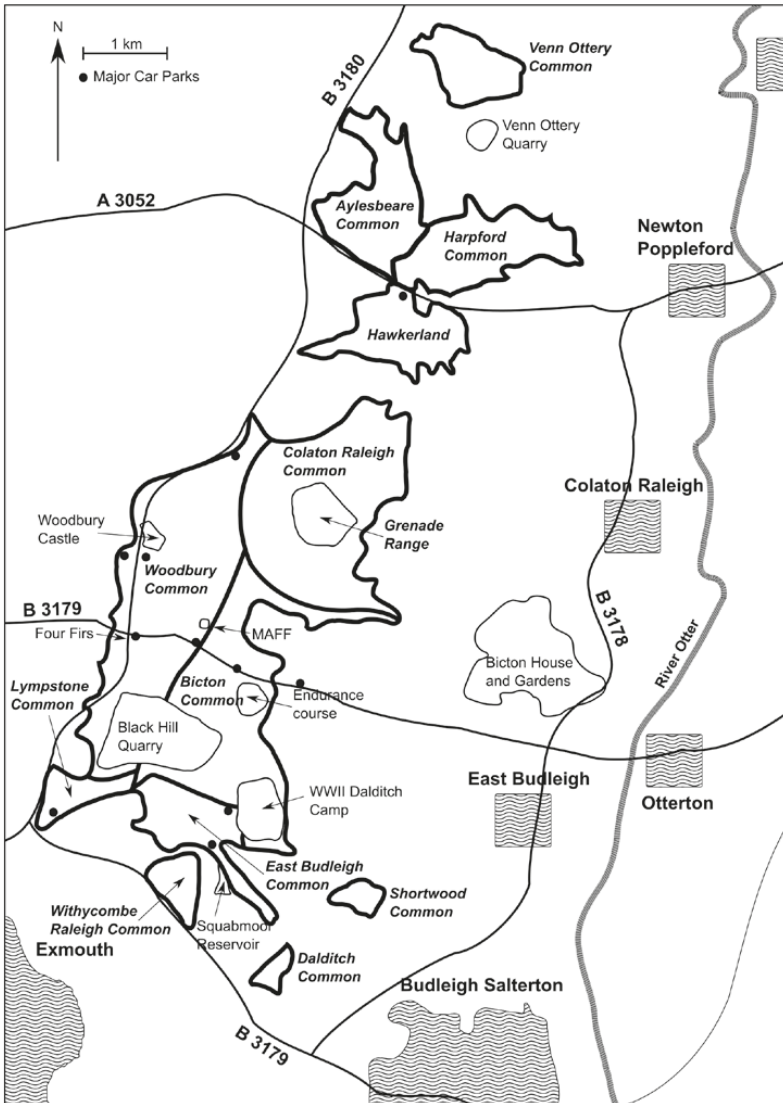 N
1 km
Major Car Parks
B 3180
Venn Ottery
Common
Venn Ottery
Quarry
A 3052
Aylesbeare
Common
Harpford
Common
Newton
Poppleford
Hawkerland
Colaton Raleigh
Common
Grenade
Range
Colaton Raleigh
Woodbury
Castle
Woodbury
Common
B 3179
Four Firs
MAFF
B 3178
Bicton House
and Gardens
River Otter
Lympstone
Common
Bicton
Common
Endurance
course
Black Hill
Quarry
WWII Dalditch
Camp
East Budleigh
Otterton
East Budleigh
Common
Shortwood
Common
Withycombe
Raleigh Common
Squabmoor
Reservoir
Exmouth
Dalditch
Common
Budleigh Salterton
B 3179